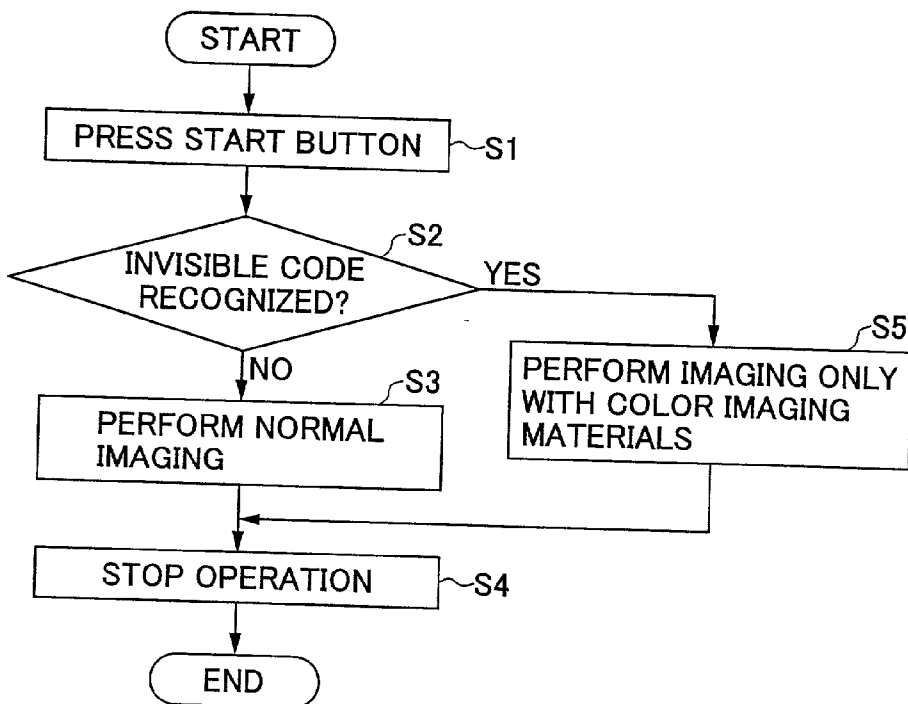 START
PRESS START BUTTON
S1
S2
INVISIBLE CODE
RECOGNIZED?
YES
NO
S3
PERFORM NORMAL
IMAGING
S5
PERFORM IMAGING ONLY
WITH COLOR IMAGING
MATERIALS
STOP OPERATION
S4
END